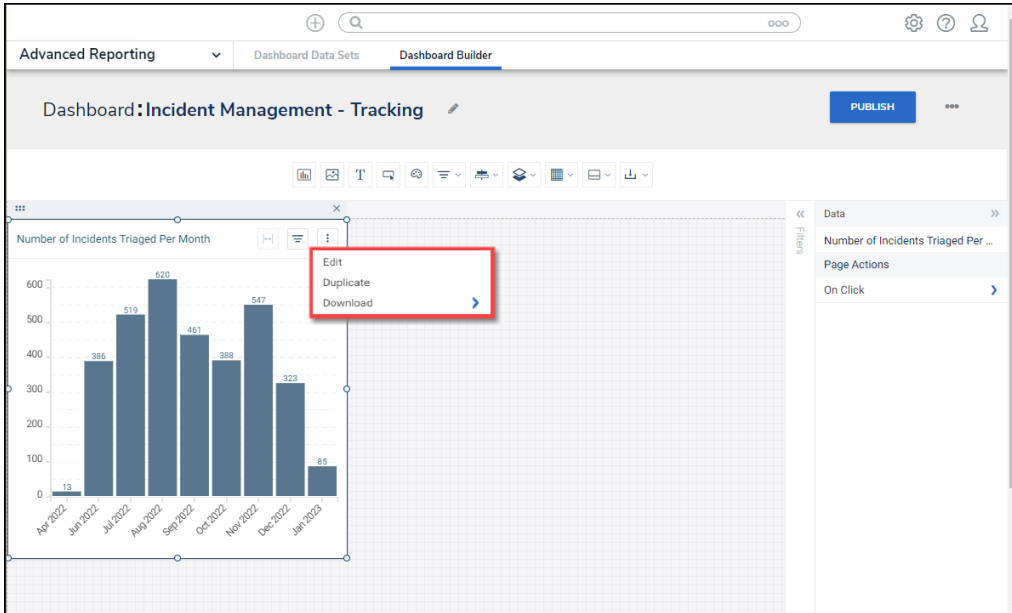 Advanced Reporting
Dashboard Data Sets
Dashboard Builder
Dashboard: Incident Management - Tracking
PUBLISH
T
Number of Incidents Triaged Per Month
Edit
Duplicate
Download
600
500
400
300
200
100
0
13
386
519
620
461
388
547
323
85
Apr 2022
Jun 2022
Jul 2022
Aug 2022
Sep 2022
Oct 2022
Nov 2022
Dec 2022
Jan 2023
Filters
Data
Number of Incidents Triaged Per ...
Page Actions
On Click